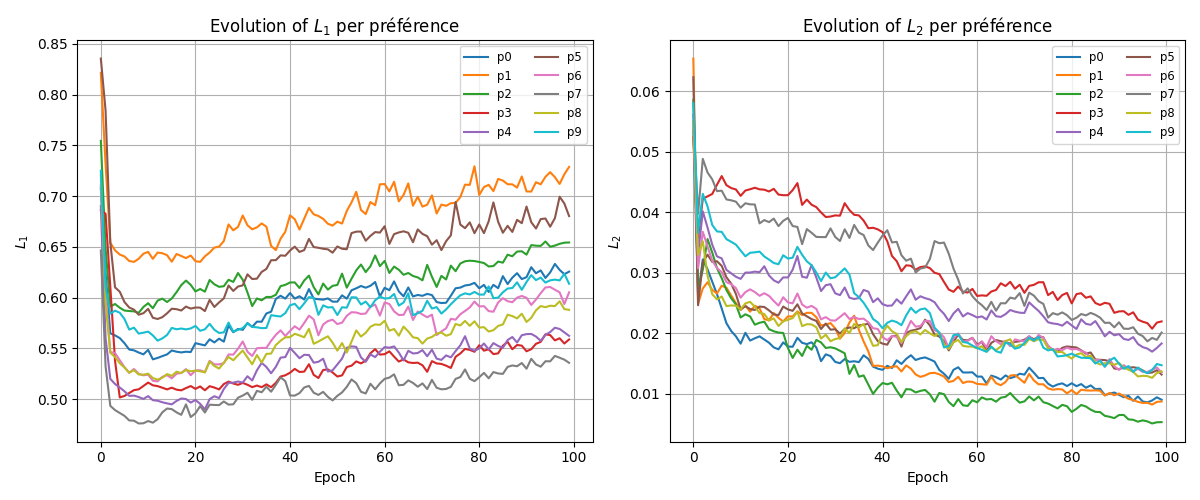 Evolution of $L_1$ per préférence
0.85
0.80
0.75
0.70
0.65
0.60
0.55
0.50
L₁
0 20 40 60 80 100
Epoch
p0 p5
p1 p6
p2 p7
p3 p8
p4 p9
Evolution of $L_2$ per préférence
0.06
0.05
0.04
0.03
0.02
0.01
L₂
0 20 40 60 80 100
Epoch
p0 p5
p1 p6
p2 p7
p3 p8
p4 p9